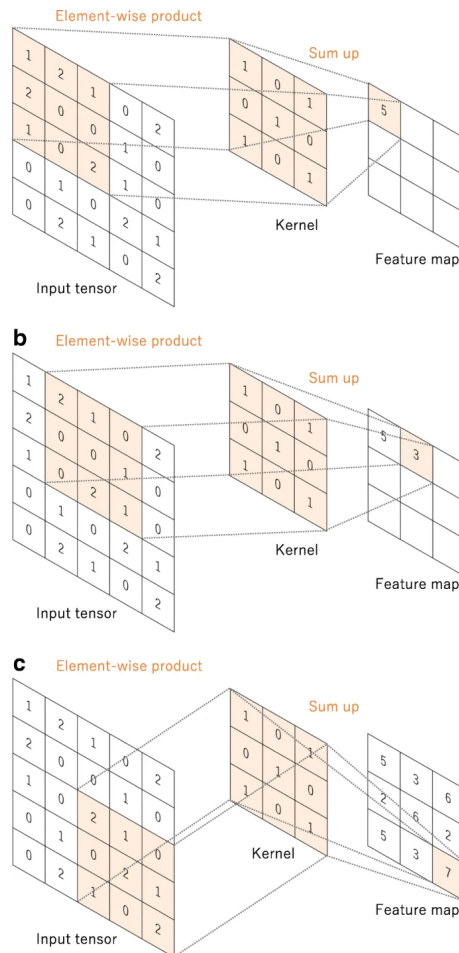 Element-wise product
Sum up
1 2 1 0 2
2 0 0 1 0
1 0 2 1 0
0 1 0 2 1
0 2 1 0 2
1 0 1
0 1 0
1 0 1
5
Input tensor
Kernel
Feature map
b
Element-wise product
Sum up
1 2 1 0 2
2 0 0 1 0
1 0 2 1 0
0 1 0 2 1
0 2 1 0 2
1 0 1
0 1 0
1 0 1
5 3
Input tensor
Kernel
Feature map
c
Element-wise product
Sum up
1 2 1 0 2
2 0 0 1 0
1 0 2 1 0
0 1 0 2 1
0 2 1 0 2
1 0 1
0 1 0
1 0 1
5 3 6
2 6 2
5 3 7
Input tensor
Kernel
Feature map